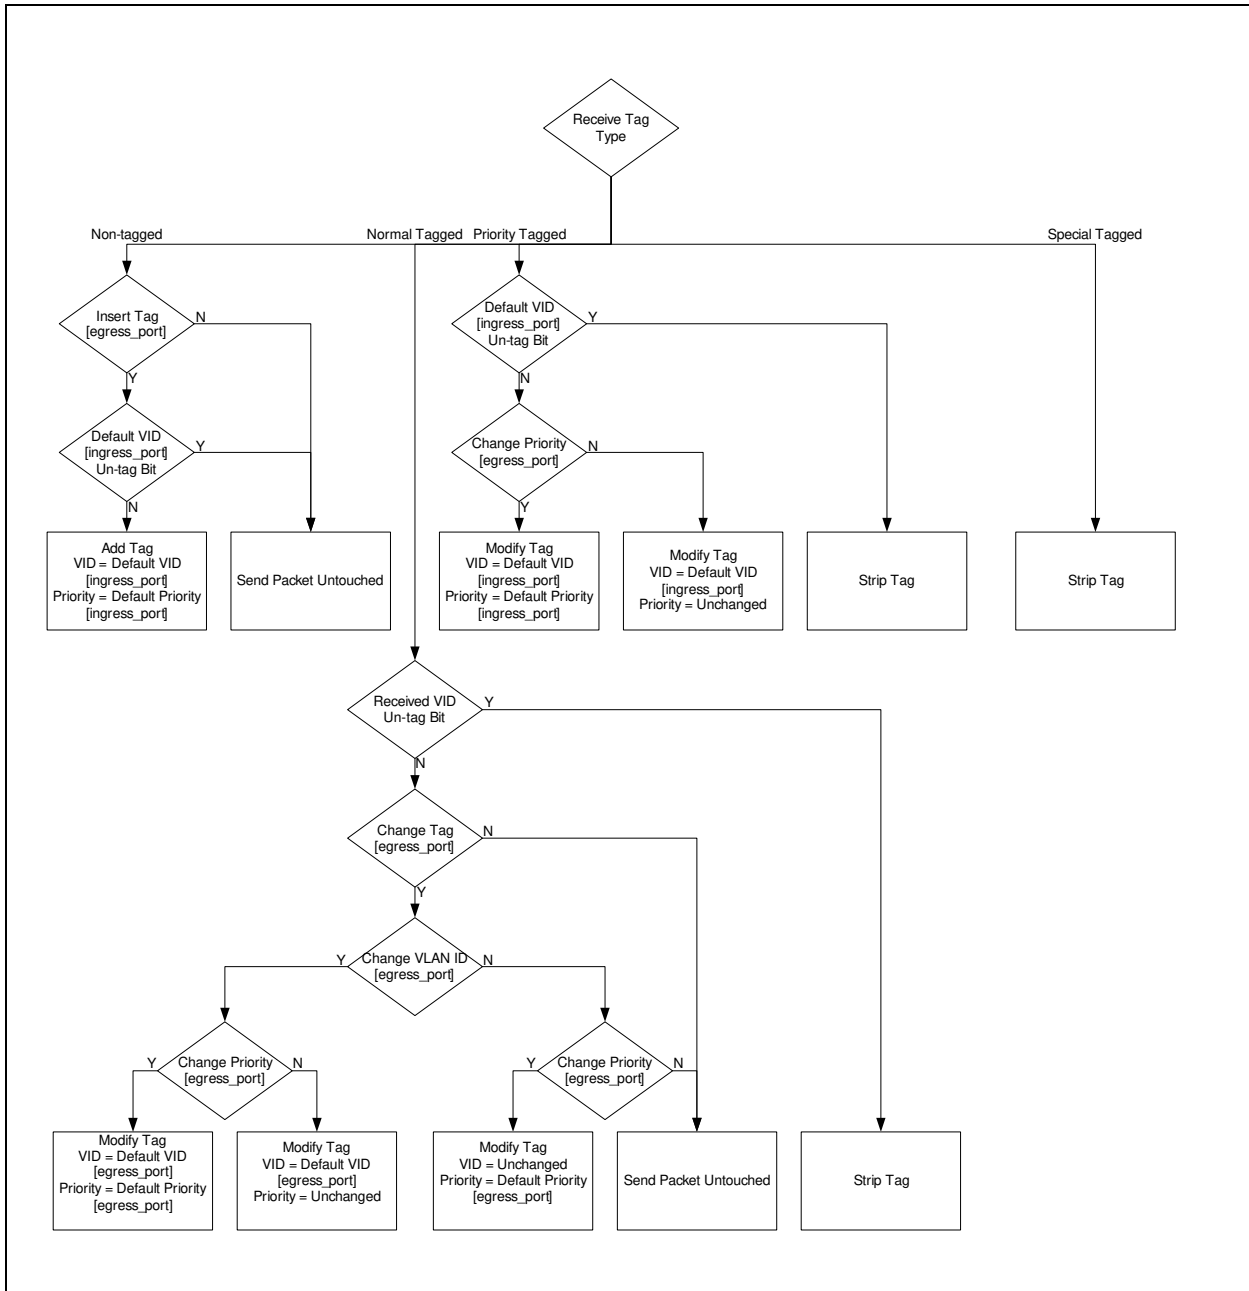 Receive Tag
Type
Non-tagged
Normal Tagged
Priority Tagged
Special Tagged
Insert Tag
[egress_port]
N
Y
Default VID
[ingress_port]
Un-tag Bit
Y
N
Default VID
[ingress_port]
Un-tag Bit
Y
N
Change Priority
[egress_port]
N
Y
Add Tag
VID = Default VID
[ingress_port]
Priority = Default Priority
[ingress_port]
Send Packet Untouched
Modify Tag
VID = Default VID
[ingress_port]
Priority = Default Priority
[ingress_port]
Modify Tag
VID = Default VID
[ingress_port]
Priority = Unchanged
Strip Tag
Strip Tag
Received VID
Un-tag Bit
Y
N
Change Tag
[egress_port]
N
Y
Change VLAN ID
[egress_port]
Y
N
Change Priority
[egress_port]
Y
N
Change Priority
[egress_port]
Y
N
Modify Tag
VID = Default VID
[egress_port]
Priority = Default Priority
[egress_port]
Modify Tag
VID = Default VID
[egress_port]
Priority = Unchanged
Modify Tag
VID = Unchanged
Priority = Default Priority
[egress_port]
Send Packet Untouched
Strip Tag